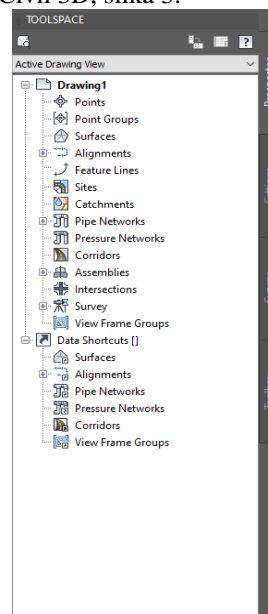 Civil 3D, slika 3.
TOOLSPACE
Active Drawing View
Drawing1
Points
Point Groups
Surfaces
Alignments
Feature Lines
Sites
Catchments
Pipe Networks
Pressure Networks
Corridors
Assemblies
Intersections
Survey
View Frame Groups
Data Shortcuts []
Surfaces
Alignments
Pipe Networks
Pressure Networks
Corridors
View Frame Groups